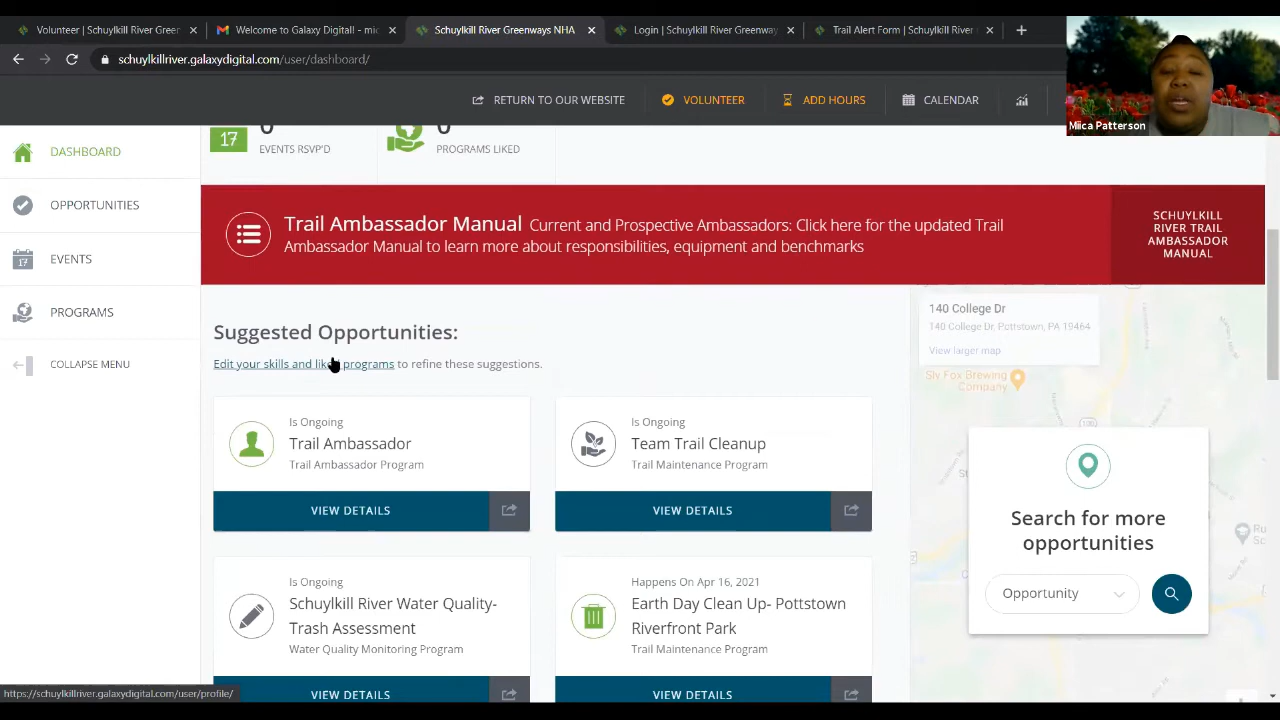 Volunteer | Schuylkill River Green
Welcome to Galaxy Digital! - mic
Schuylkill River Greenways NHA
Login | Schuylkill River Greenway
Trail Alert Form | Schuylkill River
schuylkillriver.galaxydigital.com/user/dashboard/
RETURN TO OUR WEBSITE
VOLUNTEER
ADD HOURS
CALENDAR
Miica Patterson
DASHBOARD
OPPORTUNITIES
EVENTS
PROGRAMS
COLLAPSE MENU
17
0
EVENTS RSVP'D
0
PROGRAMS LIKED
Trail Ambassador Manual Current and Prospective Ambassadors: Click here for the updated Trail
Ambassador Manual to learn more about responsibilities, equipment and benchmarks
SCHUYLKILL
RIVER TRAIL
AMBASSADOR
MANUAL
Suggested Opportunities:
Edit your skills and liked programs to refine these suggestions.
Is Ongoing
Trail Ambassador
Trail Ambassador Program
VIEW DETAILS
Is Ongoing
Team Trail Cleanup
Trail Maintenance Program
VIEW DETAILS
Is Ongoing
Schuylkill River Water Quality-
Trash Assessment
Water Quality Monitoring Program
VIEW DETAILS
Happens On Apr 16, 2021
Earth Day Clean Up- Pottstown
Riverfront Park
Trail Maintenance Program
VIEW DETAILS
140 College Dr
140 College Dr, Pottstown, PA 19464
View larger map
Sly Fox Brewing
Company
Search for more
opportunities
Opportunity
https://schuylkillriver.galaxydigital.com/user/profile/